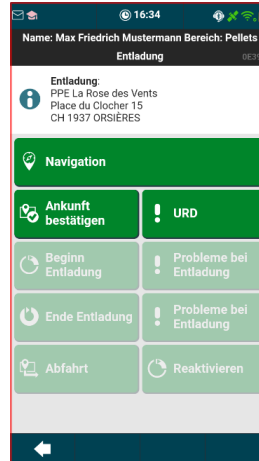 16:34
Name: Max Friedrich Mustermann Bereich: Pellets
Entladung
0E39
Entladung:
PPE La Rose des Vents
Place du Clocher 15
CH 1937 ORSIÈRES
Navigation
Ankunft
bestätigen
URD
Beginn
Entladung
Probleme bei
Entladung
Ende Entladung
Probleme bei
Entladung
Abfahrt
Reaktivieren